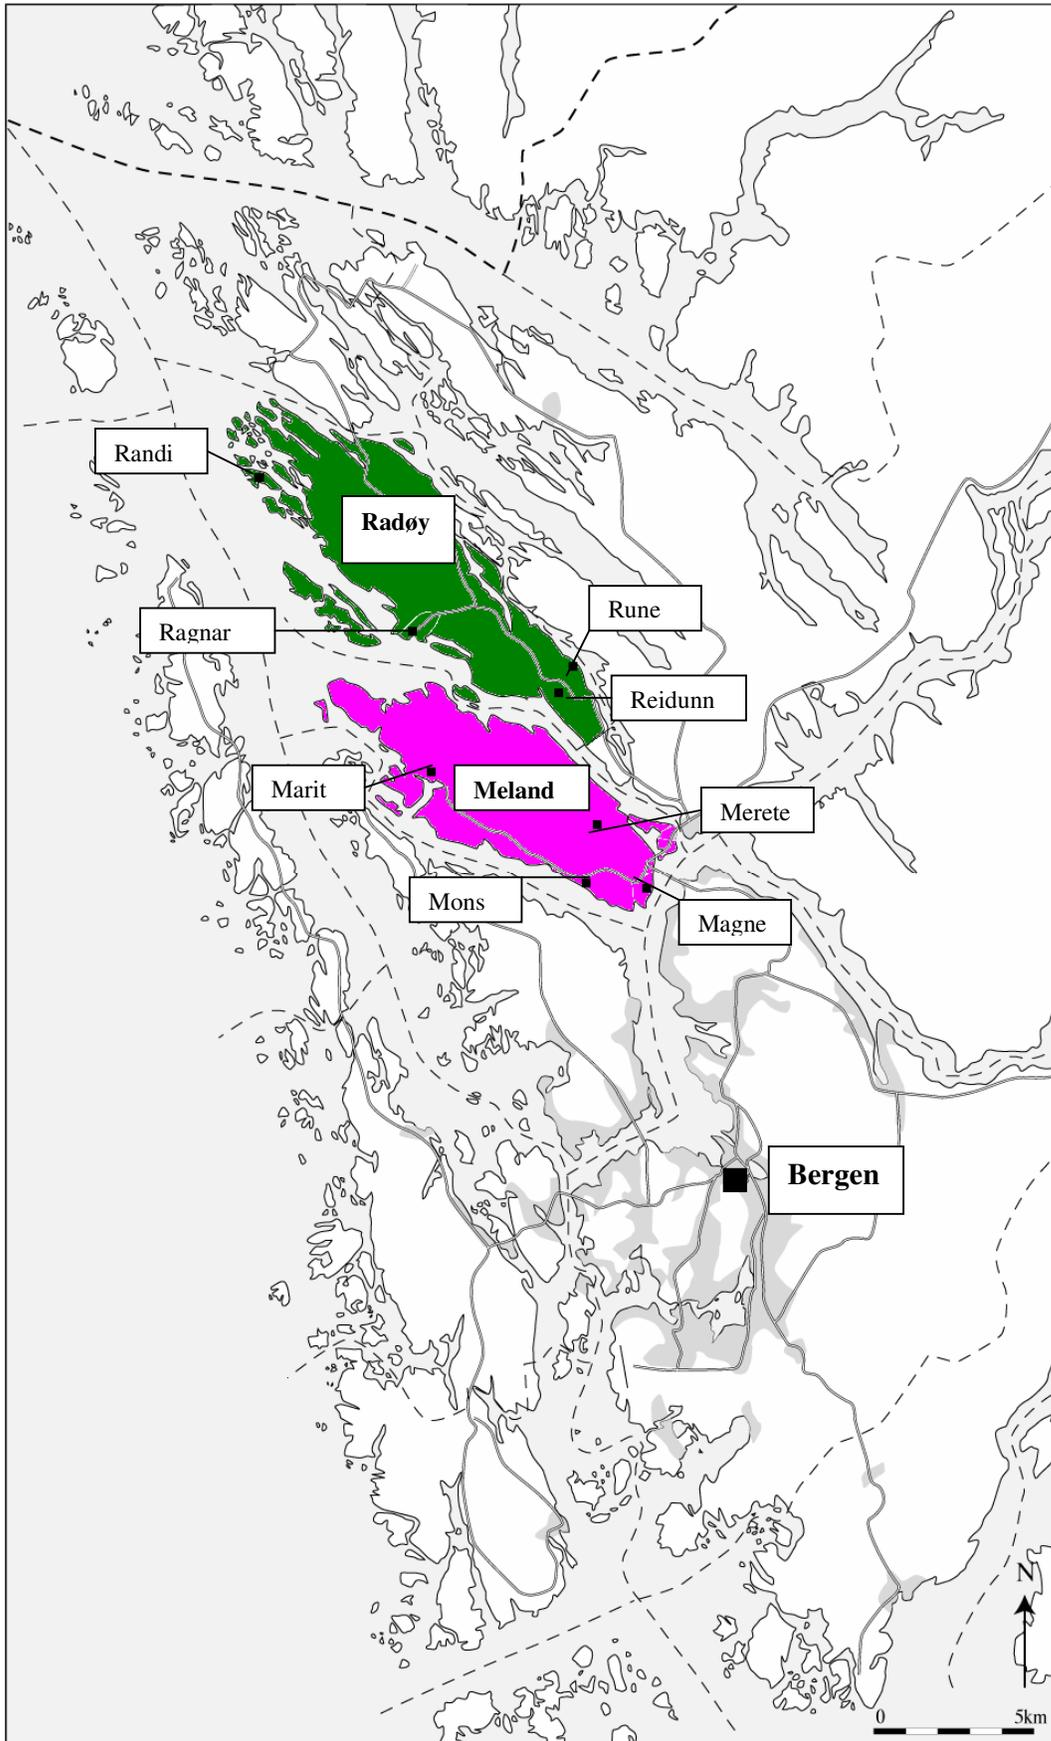 Randi
Radøy
Rune
Ragnar
Reidunn
Marit
Meland
Merete
Mons
Magne
Bergen
N
0 5km